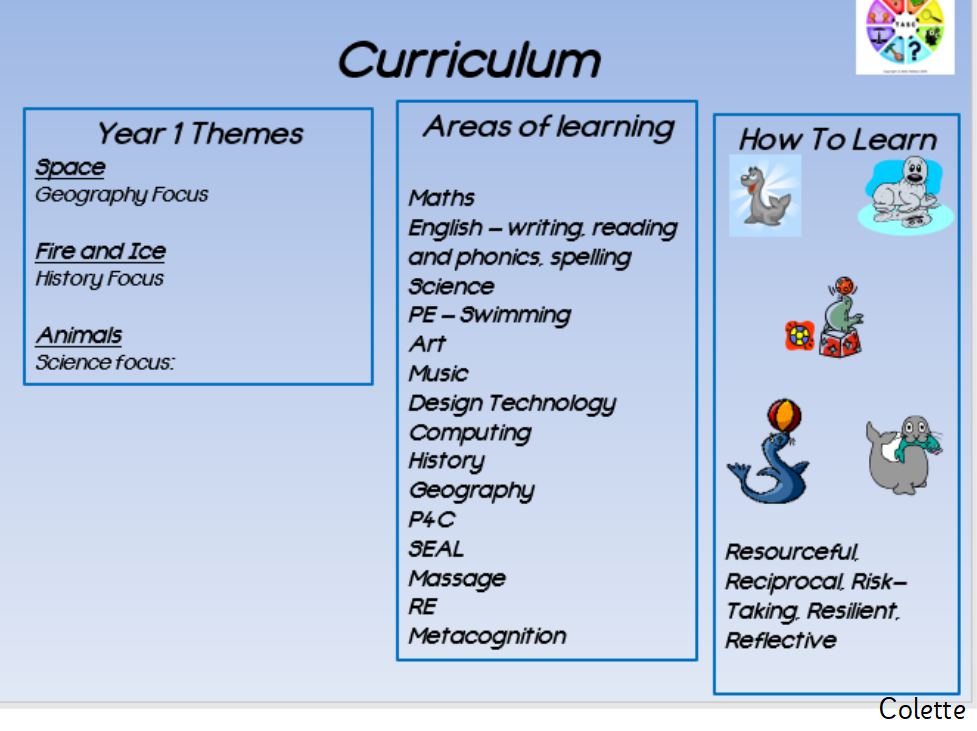 Curriculum
TASC
Year 1 Themes
Space
Geography Focus
Fire and Ice
History Focus
Animals
Science focus:
Areas of learning
Maths
English – writing, reading
and phonics, spelling
Science
PE – Swimming
Art
Music
Design Technology
Computing
History
Geography
P4C
SEAL
Massage
RE
Metacognition
How To Learn
Resourceful,
Reciprocal, Risk-
Taking, Resilient,
Reflective
Colette